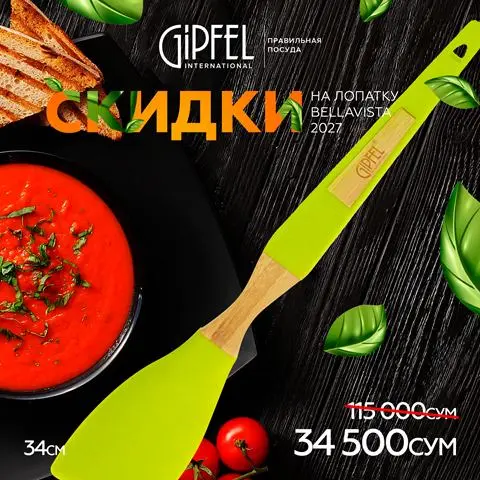 GIPFEL
INTERNATIONAL
ПРАВИЛЬНАЯ
ПОСУДА
СКИДКИ
НА ЛОПАТКУ
BELLAVISTA
2027
GIPFEL
115 000СУМ
34 500СУМ
34СМ